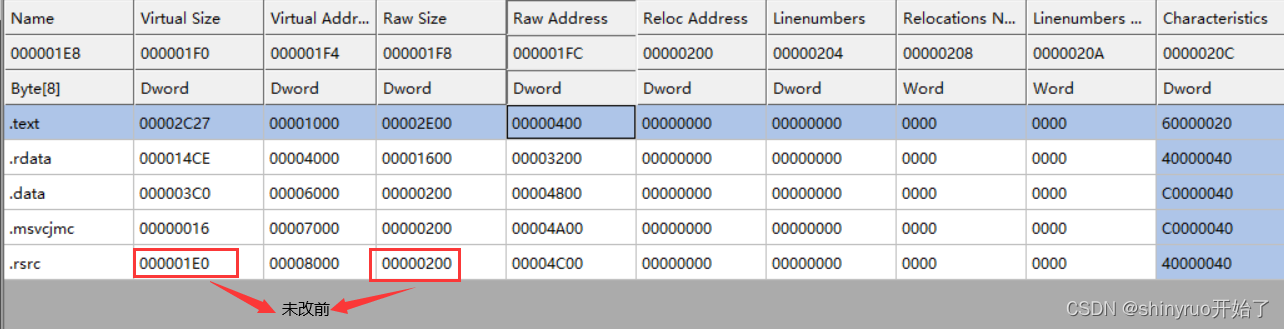 Name Virtual Size Virtual Addr... Raw Size Raw Address Reloc Address Linenumbers Relocations N... Linenumbers ... Characteristics
000001E8 000001F0 000001F4 000001F8 000001FC 00000200 00000204 00000208 0000020A 0000020C
Byte[8] Dword Dword Dword Dword Dword Dword Word Word Dword
.text 00002C27 00001000 00002E00 00000400 00000000 00000000 0000 0000 60000020
.rdata 000014CE 00004000 00001600 00003200 00000000 00000000 0000 0000 40000040
.data 000003C0 00006000 00000200 00004800 00000000 00000000 0000 0000 C0000040
.msvcjmc 00000016 00007000 00000200 00004A00 00000000 00000000 0000 0000 C0000040
.rsrc 000001E0 00008000 00000200 00004C00 00000000 00000000 0000 0000 40000040
未改前
CSDN @shinyruo开始了